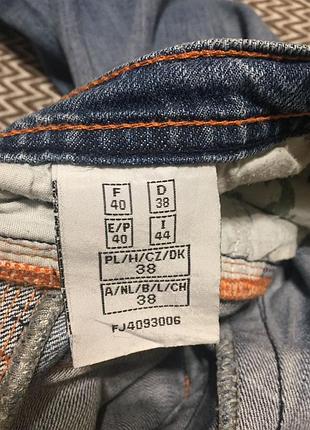 F D
40 38
E/P I
40 44
PL/H/CZ/DK
38
A/NL/B/L/CH
38
FJ4093006